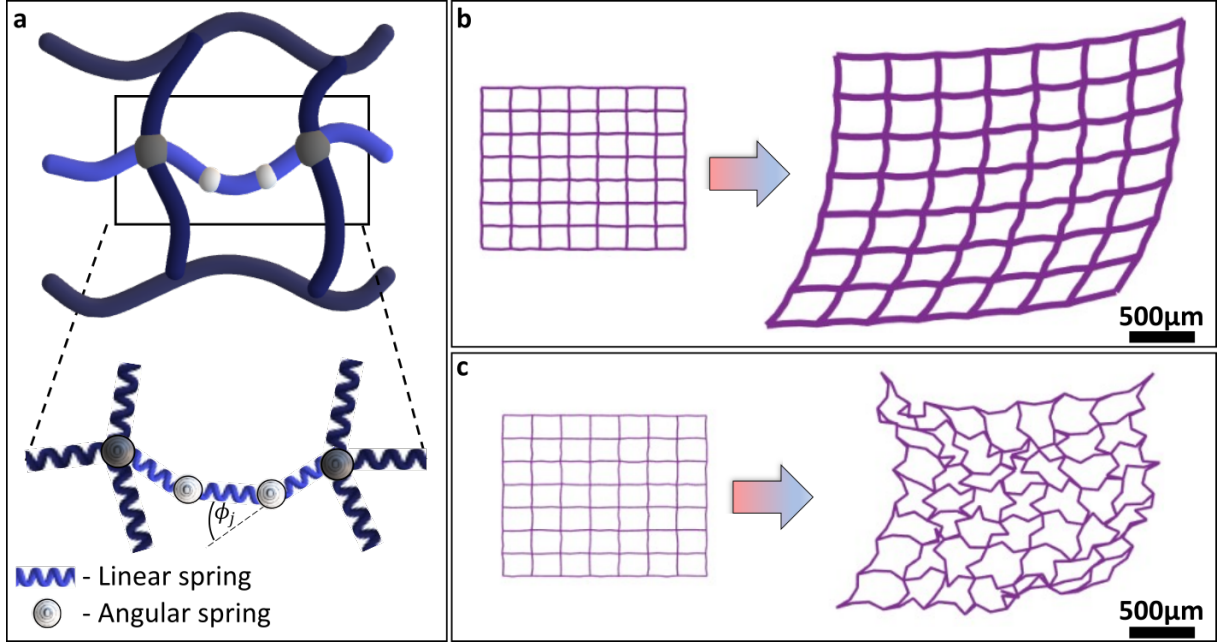 a
ϕj
- Linear spring
- Angular spring
b
500μm
c
500μm